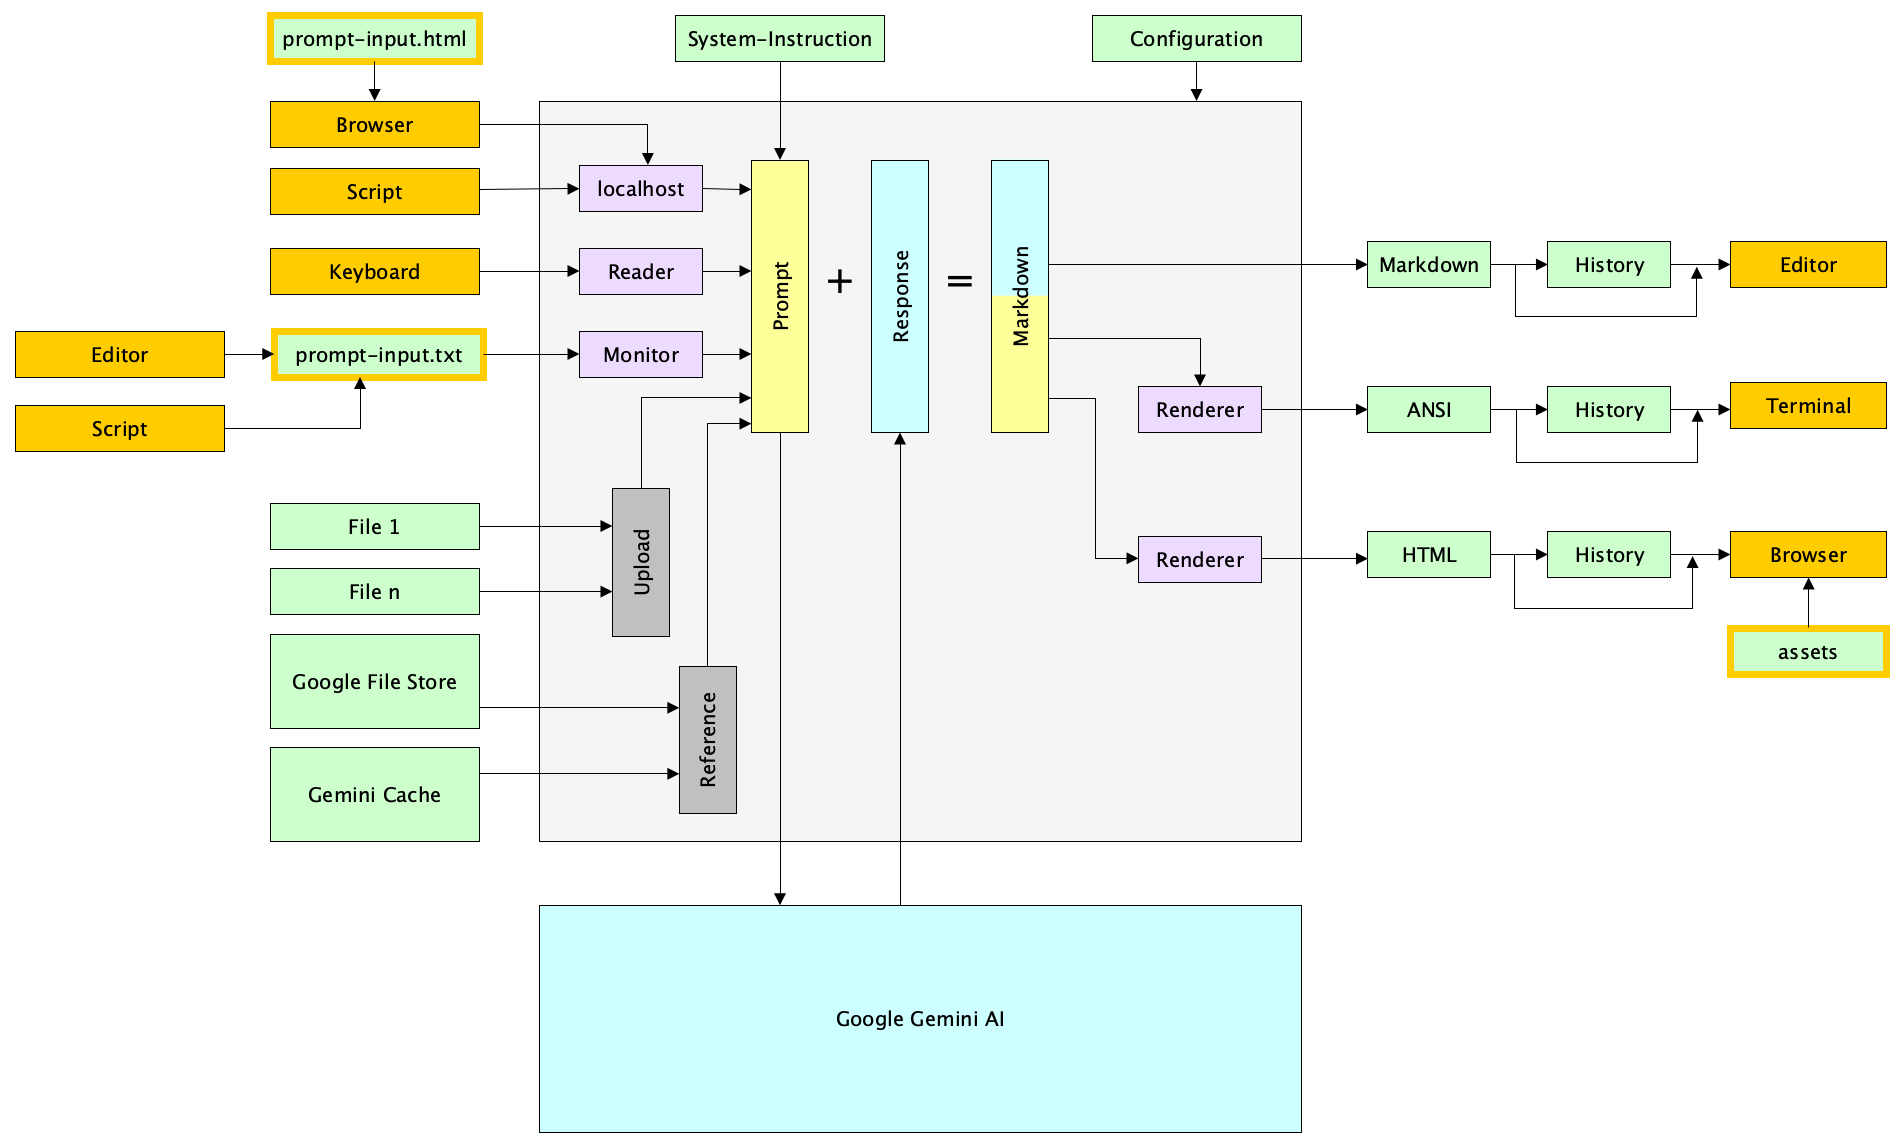 prompt-input.html
System-Instruction
Configuration
Browser
Script
localhost
Keyboard
Reader
Editor
prompt-input.txt
Monitor
Script
Prompt
+
Response
=
Markdown
Markdown
History
Editor
Renderer
ANSI
History
Terminal
Renderer
HTML
History
Browser
assets
File 1
File n
Upload
Google File Store
Gemini Cache
Reference
Google Gemini AI